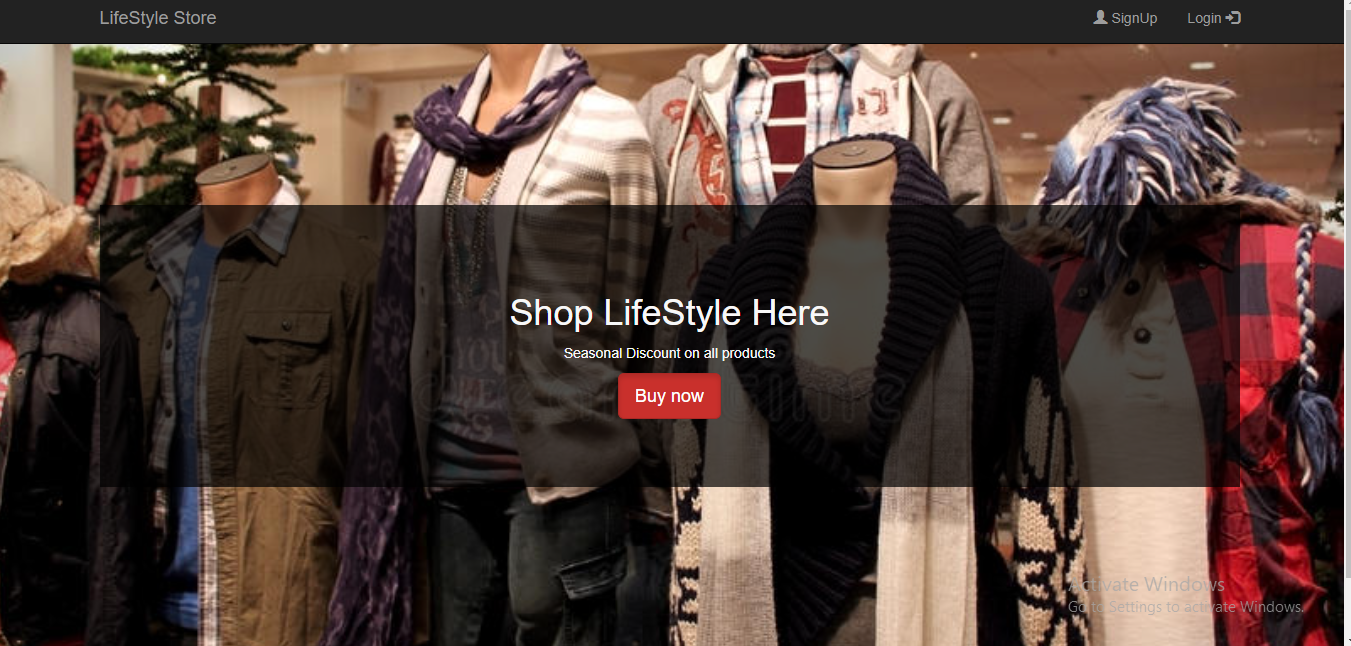 LifeStyle Store
SignUp
Login
Shop LifeStyle Here
Seasonal Discount on all products
Buy now
Activate Windows
Go to Settings to activate Windows.